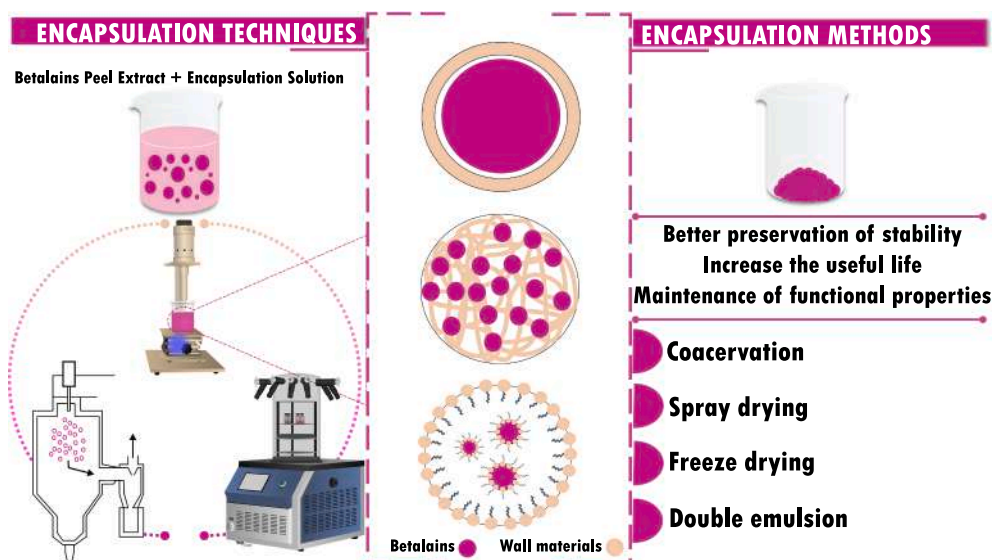 ENCAPSULATION TECHNIQUES
Betalains Peel Extract + Encapsulation Solution
Betalains
Wall materials
ENCAPSULATION METHODS
Better preservation of stability
Increase the useful life
Maintenance of functional properties
Coacervation
Spray drying
Freeze drying
Double emulsion